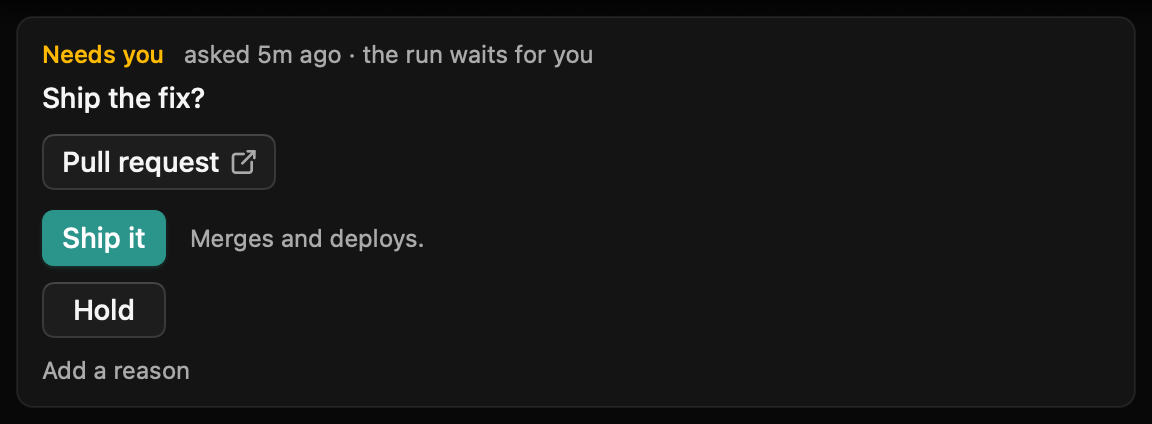 Needs you asked 5m ago · the run waits for you
Ship the fix?
Pull request
Ship it Merges and deploys.
Hold
Add a reason